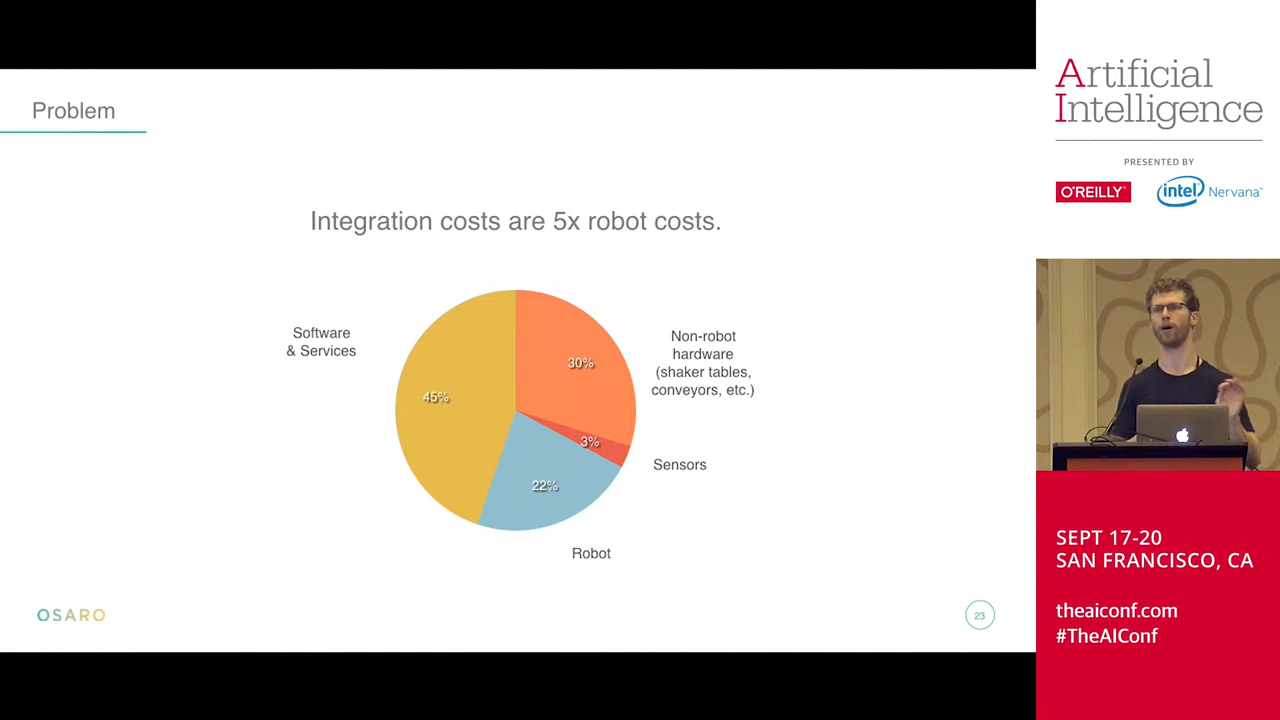 Problem
Integration costs are 5x robot costs.
Software
& Services
45%
30%
Non-robot
hardware
(shaker tables,
conveyors, etc.)
3%
Sensors
22%
Robot
OSARO
23
Artificial
Intelligence
PRESENTED BY
O'REILLY®
intel Nervana™
SEPT 17-20
SAN FRANCISCO, CA
theaiconf.com
#TheAIConf